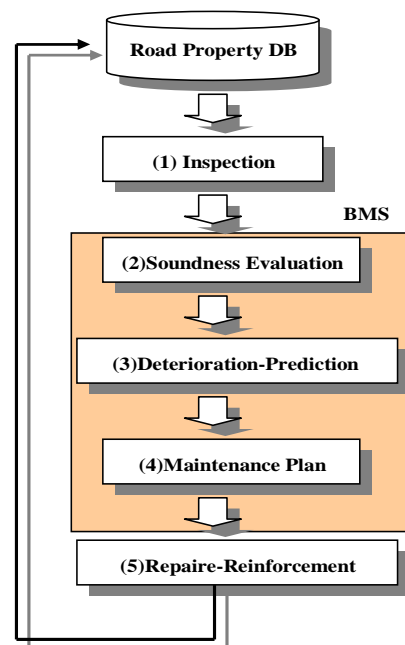 Road Property DB
(1) Inspection
BMS
(2)Soundness Evaluation
(3)Deterioration-Prediction
(4)Maintenance Plan
(5)Repaire-Reinforcement